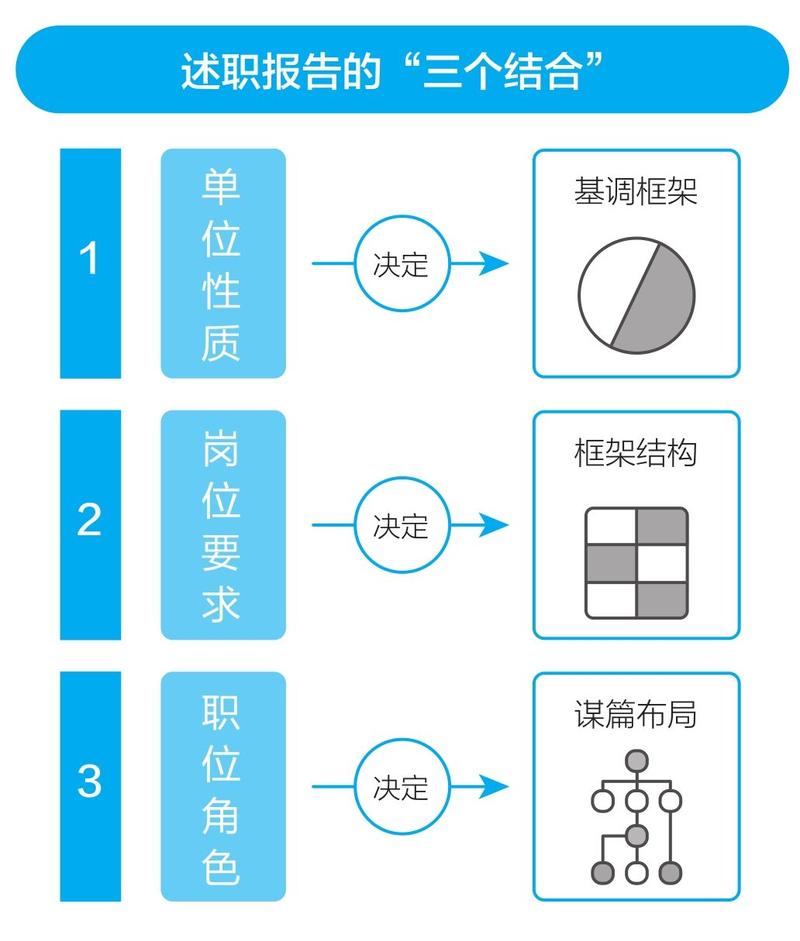 述职报告的“三个结合”
1
单位性质
决定
基调框架
2
岗位要求
决定
框架结构
3
职位角色
决定
谋篇布局